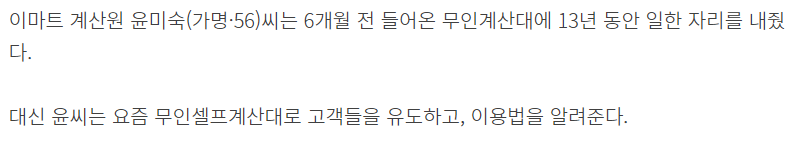 이마트 계산원 윤미숙(가명·56)씨는 6개월 전 들어온 무인계산대에 13년 동안 일한 자리를 내줬
다.
대신 윤씨는 요즘 무인셀프계산대로 고객들을 유도하고, 이용법을 알려준다.